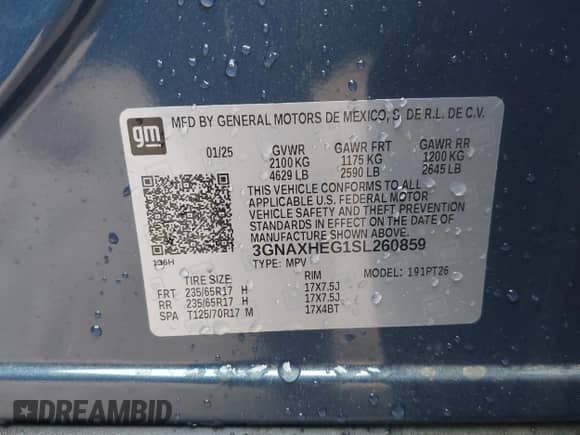 gm
MFD BY GENERAL MOTORS DE MEXICO, S. DE R.L. DE C.V.
01/25 GVWR GAWR FRT GAWR RR
2100 KG 1175 KG 1200 KG
4629 LB 2590 LB 2645 LB
THIS VEHICLE CONFORMS TO ALL
APPLICABLE U.S. FEDERAL MOTOR
VEHICLE SAFETY AND THEFT PREVENTION
STANDARDS IN EFFECT ON THE DATE OF
MANUFACTURE SHOWN ABOVE.
3GNAXHEG1SL260859
136H
TYPE: MPV MODEL: 191PT26
TIRE SIZE: RIM
FRT 235/65R17 H 17X7.5J
RR 235/65R17 H 17X7.5J
SPA T125/70R17 M 17X4BT
DREAMBID